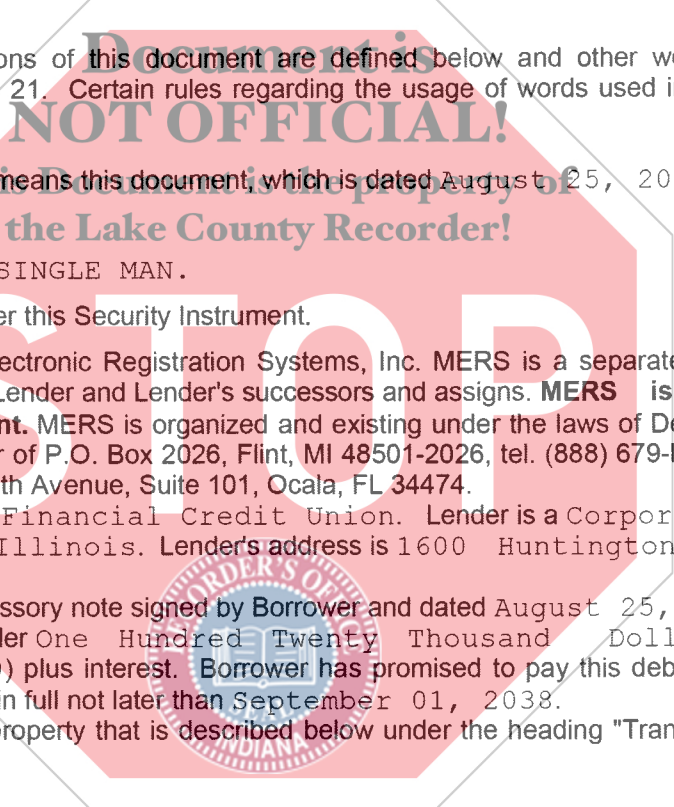 ons of this document are defined below and other w
21. Certain rules regarding the usage of words used i
Document is
NOT OFFICIAL!
means this document, which is dated August 25, 20
This Document is the property of
the Lake County Recorder!
SINGLE MAN.
er this Security Instrument.
STOP
ectronic Registration Systems, Inc. MERS is a separate
Lender and Lender's successors and assigns. MERS is
nt. MERS is organized and existing under the laws of De
r of P.O. Box 2026, Flint, MI 48501-2026, tel. (888) 679-
th Avenue, Suite 101, Ocala, FL 34474.
Financial Credit Union. Lender is a Corpor
Illinois. Lender's address is 1600 Huntington
ssory note signed by Borrower and dated August 25,
der One Hundred Twenty Thousand Doll
) plus interest. Borrower has promised to pay this deb
in full not later than September 01, 2038.
property that is described below under the heading "Tran
RECORDER'S OFFICE
INDIANA